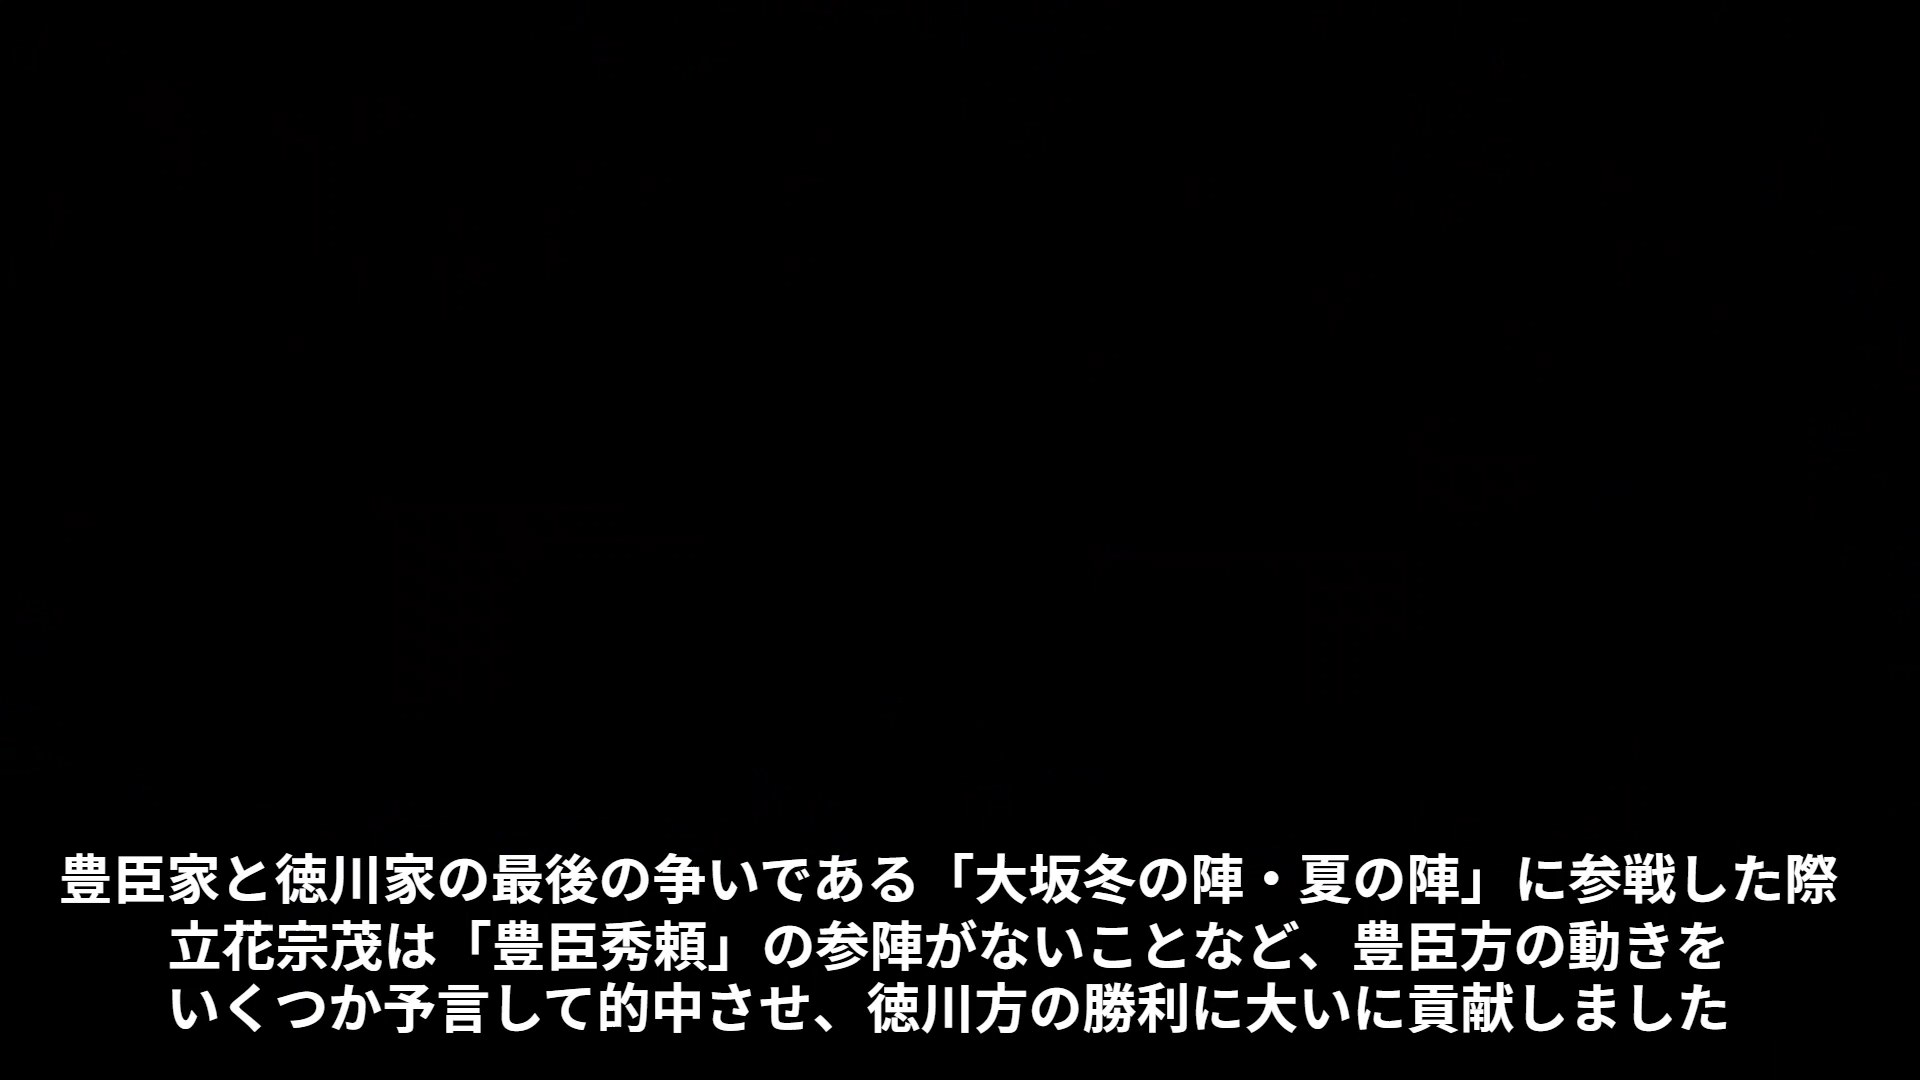 豊臣家と徳川家の最後の争いである「大坂冬の陣・夏の陣」に参戦した際
立花宗茂は「豊臣秀頼」の参陣がないことなど、豊臣方の動きを
いくつか予言して的中させ、徳川方の勝利に大いに貢献しました